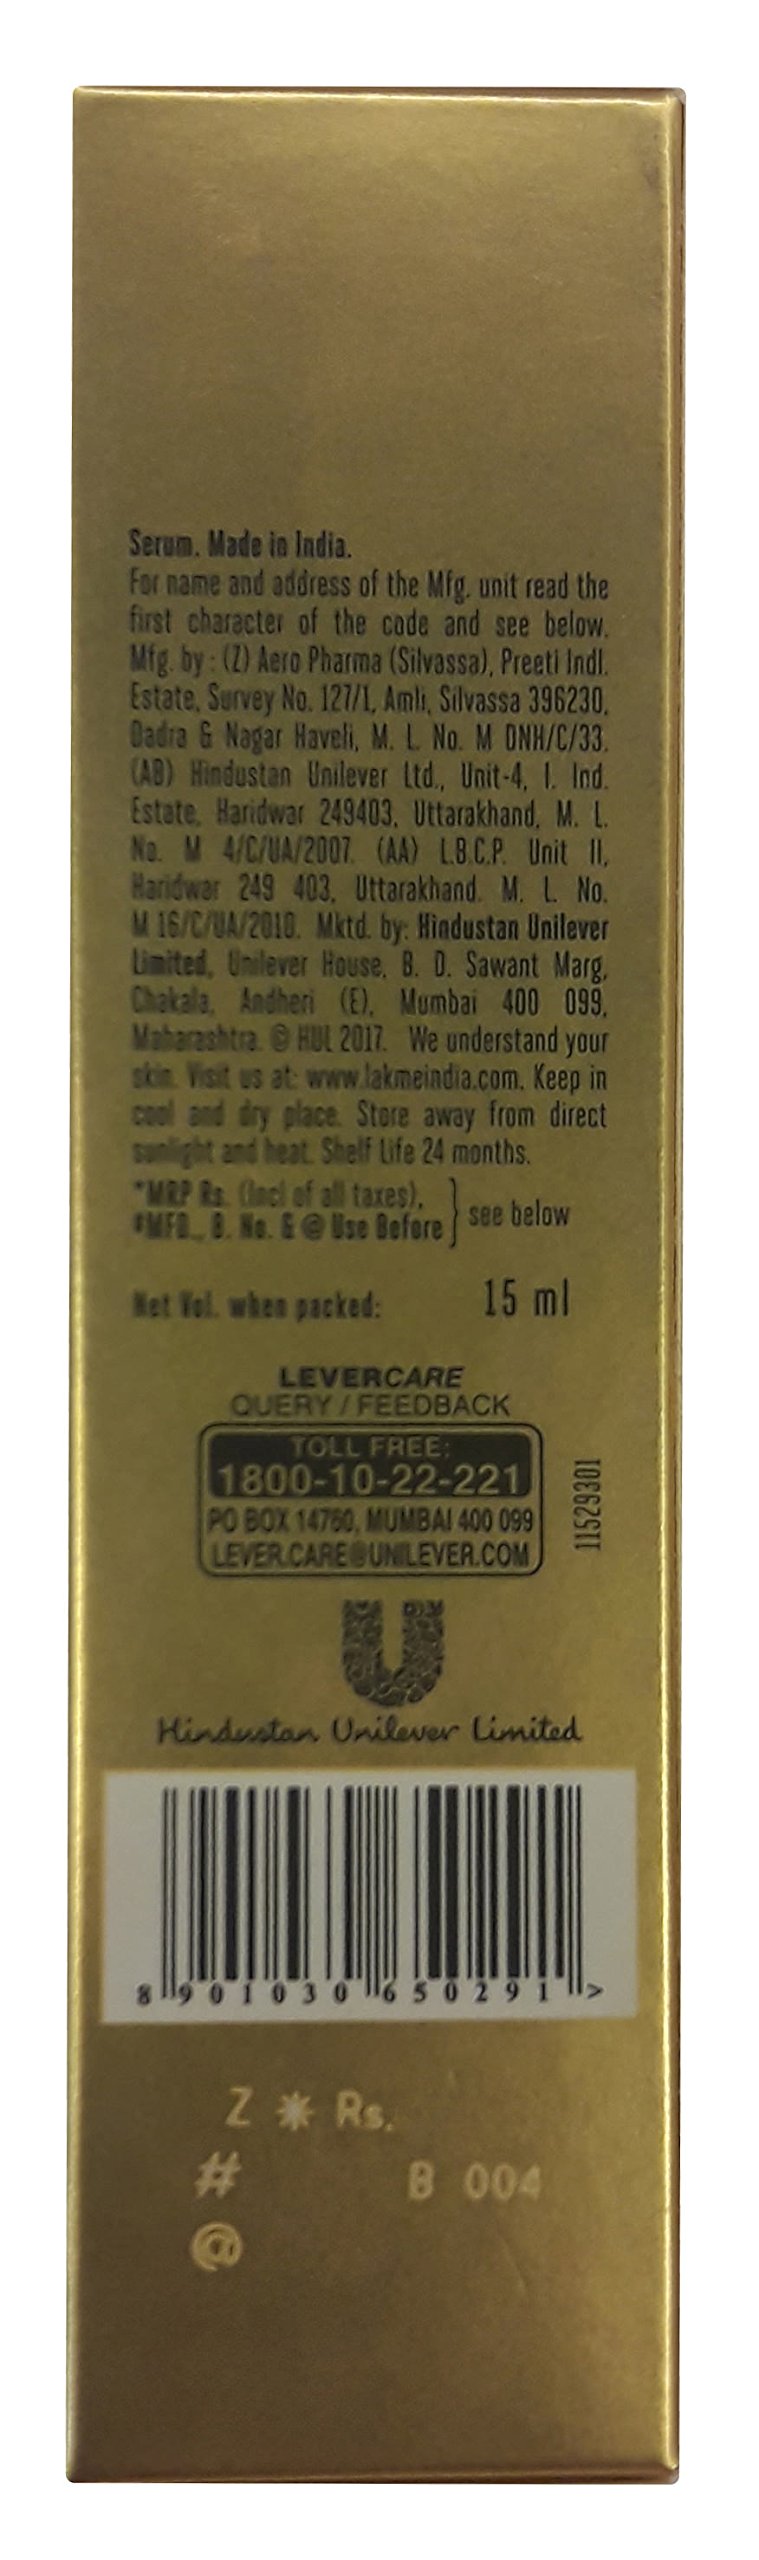 Serum. Made in India.
For name and address of the Mfg. unit read the
first character of the code and see below.
Mfg. by : (Z) Aero Pharma (Silvassa), Preeti Indl.
Estate, Survey No. 127/1, Amli, Silvassa 396230,
Dadra & Nagar Haveli, M. L. No. M DNH/C/33.
(AB) Hindustan Unilever Ltd., Unit-4, I. Ind.
Estate, Haridwar 249403, Uttarakhand, M. L.
No. M 4/C/UA/2007. (AA) L.B.C.P. Unit II,
Haridwar 249 403, Uttarakhand. M. L. No.
M 16/C/UA/2010. Mktd. by: Hindustan Unilever
Limited, Unilever House, B. D. Sawant Marg,
Chakala, Andheri (E), Mumbai 400 099,
Maharashtra. © HUL 2017. We understand your
skin. Visit us at: www.lakmeindia.com. Keep in
cool and dry place. Store away from direct
sunlight and heat. Shelf Life 24 months.
*MRP Rs. (Incl of all taxes),
#MFD., B. No. & @ Use Before } see below
Net Vol. when packed: 15 ml
LEVERCARE
QUERY / FEEDBACK
TOLL FREE:
1800-10-22-221
PO BOX 14760, MUMBAI 400 099
LEVER.CARE@UNILEVER.COM
11529301
Hindustan Unilever Limited
8 901030 650291 >
Z * Rs.
# B 004
@